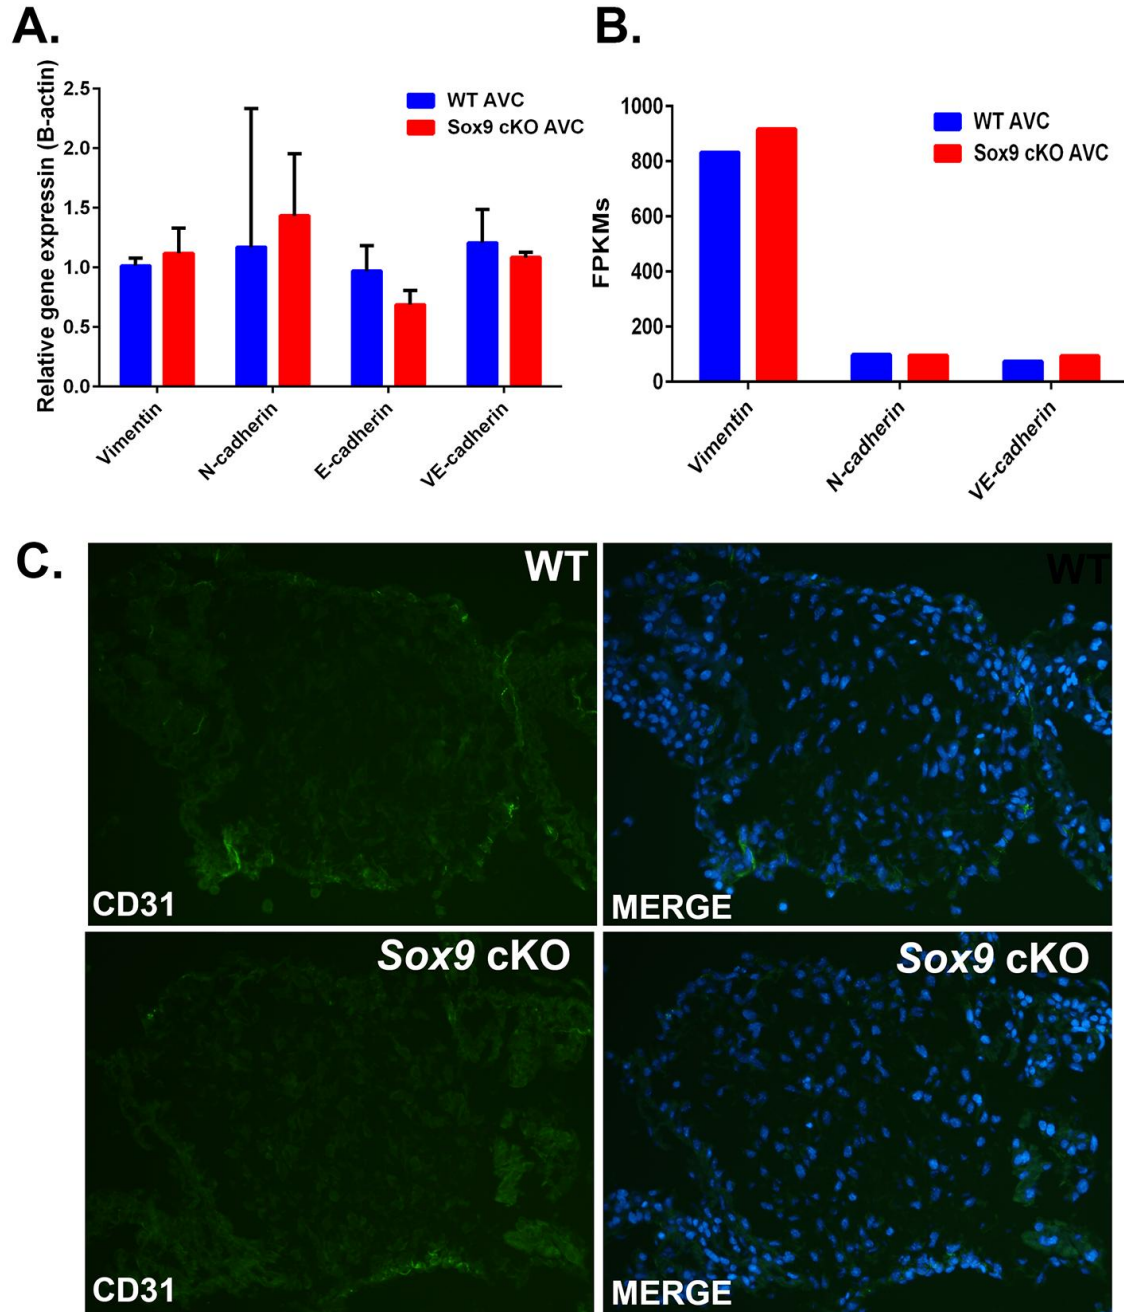 A.
Relative gene expressin (B-actin)
2.5
2.0
1.5
1.0
0.5
0.0
WT AVC
Sox9 cKO AVC
Vimentin
N-cadherin
E-cadherin
VE-cadherin
B.
FPKMs
1000
800
600
400
200
0
WT AVC
Sox9 cKO AVC
Vimentin
N-cadherin
VE-cadherin
C.
WT
CD31
WT
MERGE
Sox9 cKO
CD31
Sox9 cKO
MERGE